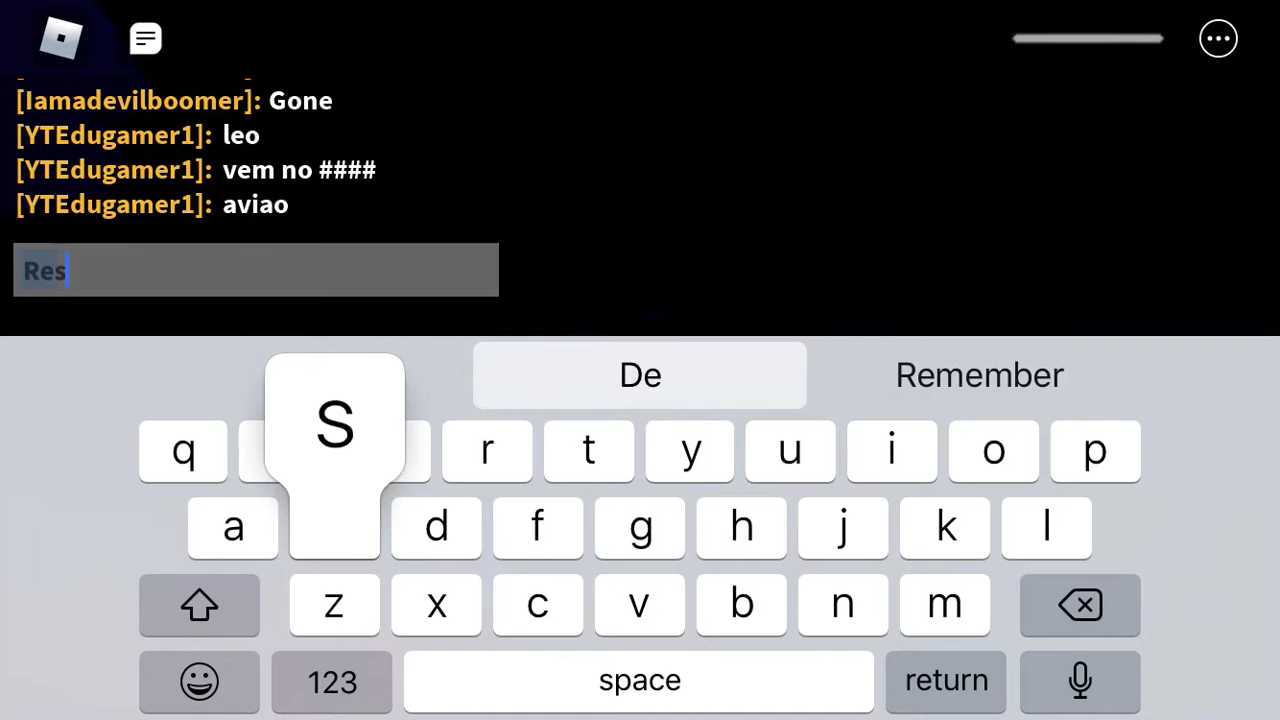 [Iamadevilboomer]: Gone
[YTEdugamer1]: leo
[YTEdugamer1]: vem no ####
[YTEdugamer1]: aviao
Res
De Remember
S
q r t y u i o p
a d f g h j k l
z x c v b n m
123 space return